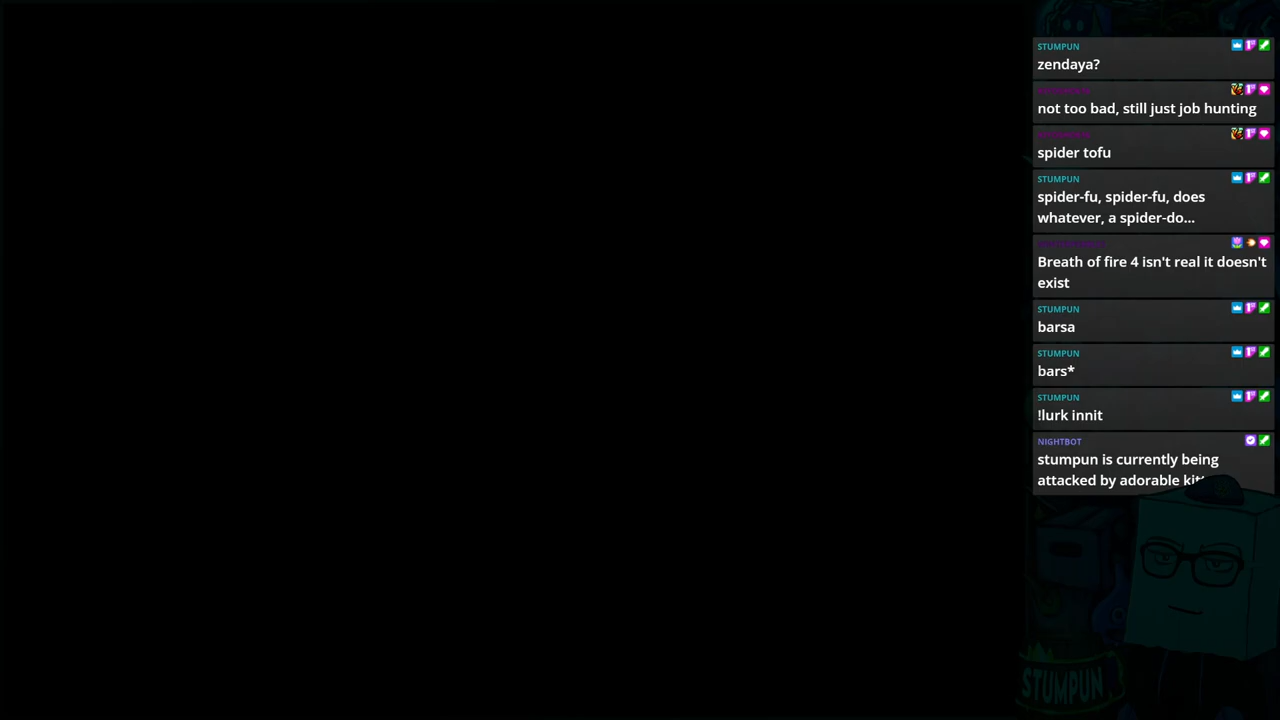 STUMPUN
zendaya?
not too bad, still just job hunting
spider tofu
STUMPUN
spider-fu, spider-fu, does
whatever, a spider-do...
Breath of fire 4 isn't real it doesn't
exist
STUMPUN
barsa
STUMPUN
bars*
STUMPUN
!lurk innit
NIGHTBOT
stumpun is currently being
attacked by adorable
STUMPUN